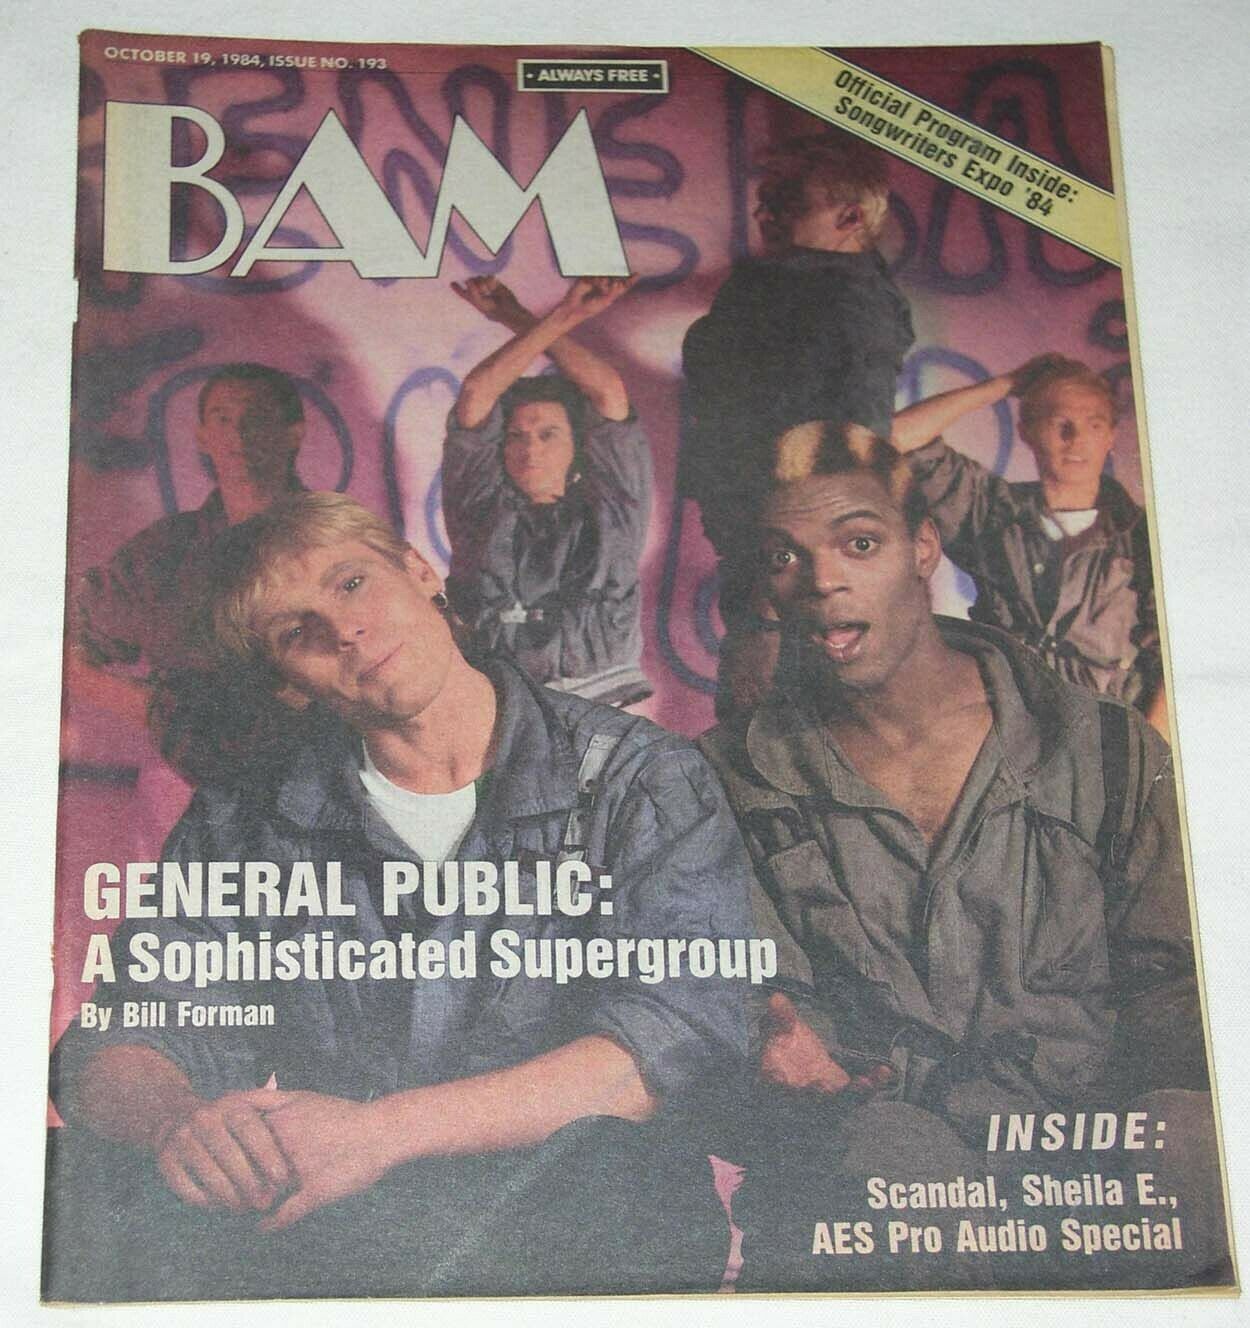 OCTOBER 19, 1984, ISSUE NO. 193
• ALWAYS FREE •
Official Program Inside:
Songwriters Expo '84
BAM
GENERAL PUBLIC:
A Sophisticated Supergroup
By Bill Forman
INSIDE:
Scandal, Sheila E.,
AES Pro Audio Special